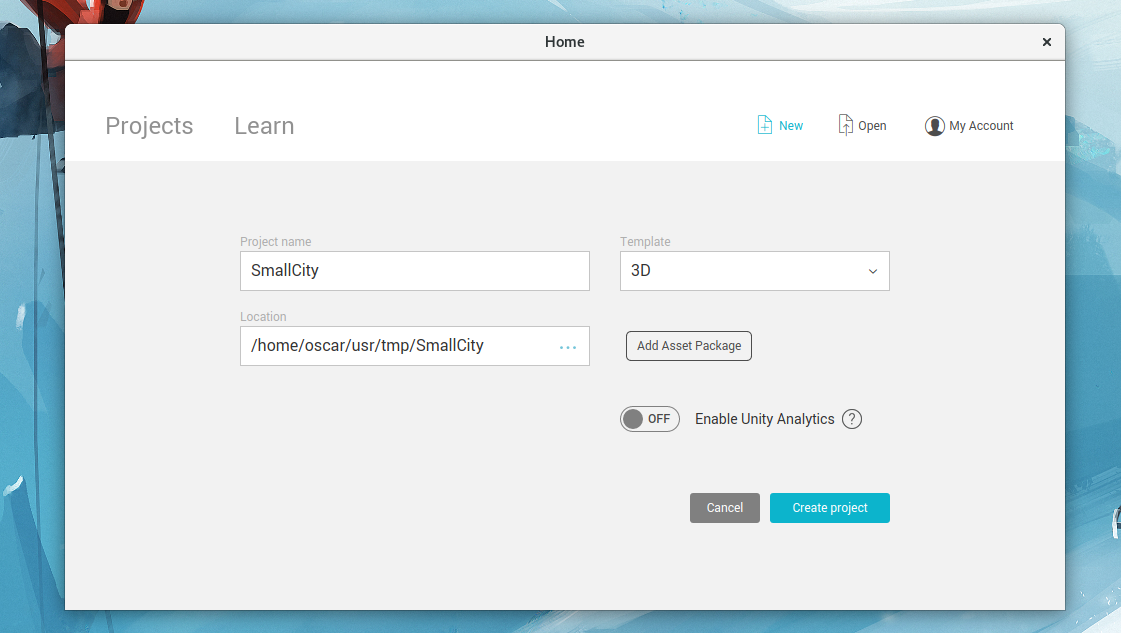 Home
Projects Learn New Open My Account
Project name Template
SmallCity 3D
Location
/home/oscar/usr/tmp/SmallCity ... Add Asset Package
OFF Enable Unity Analytics ?
Cancel Create project